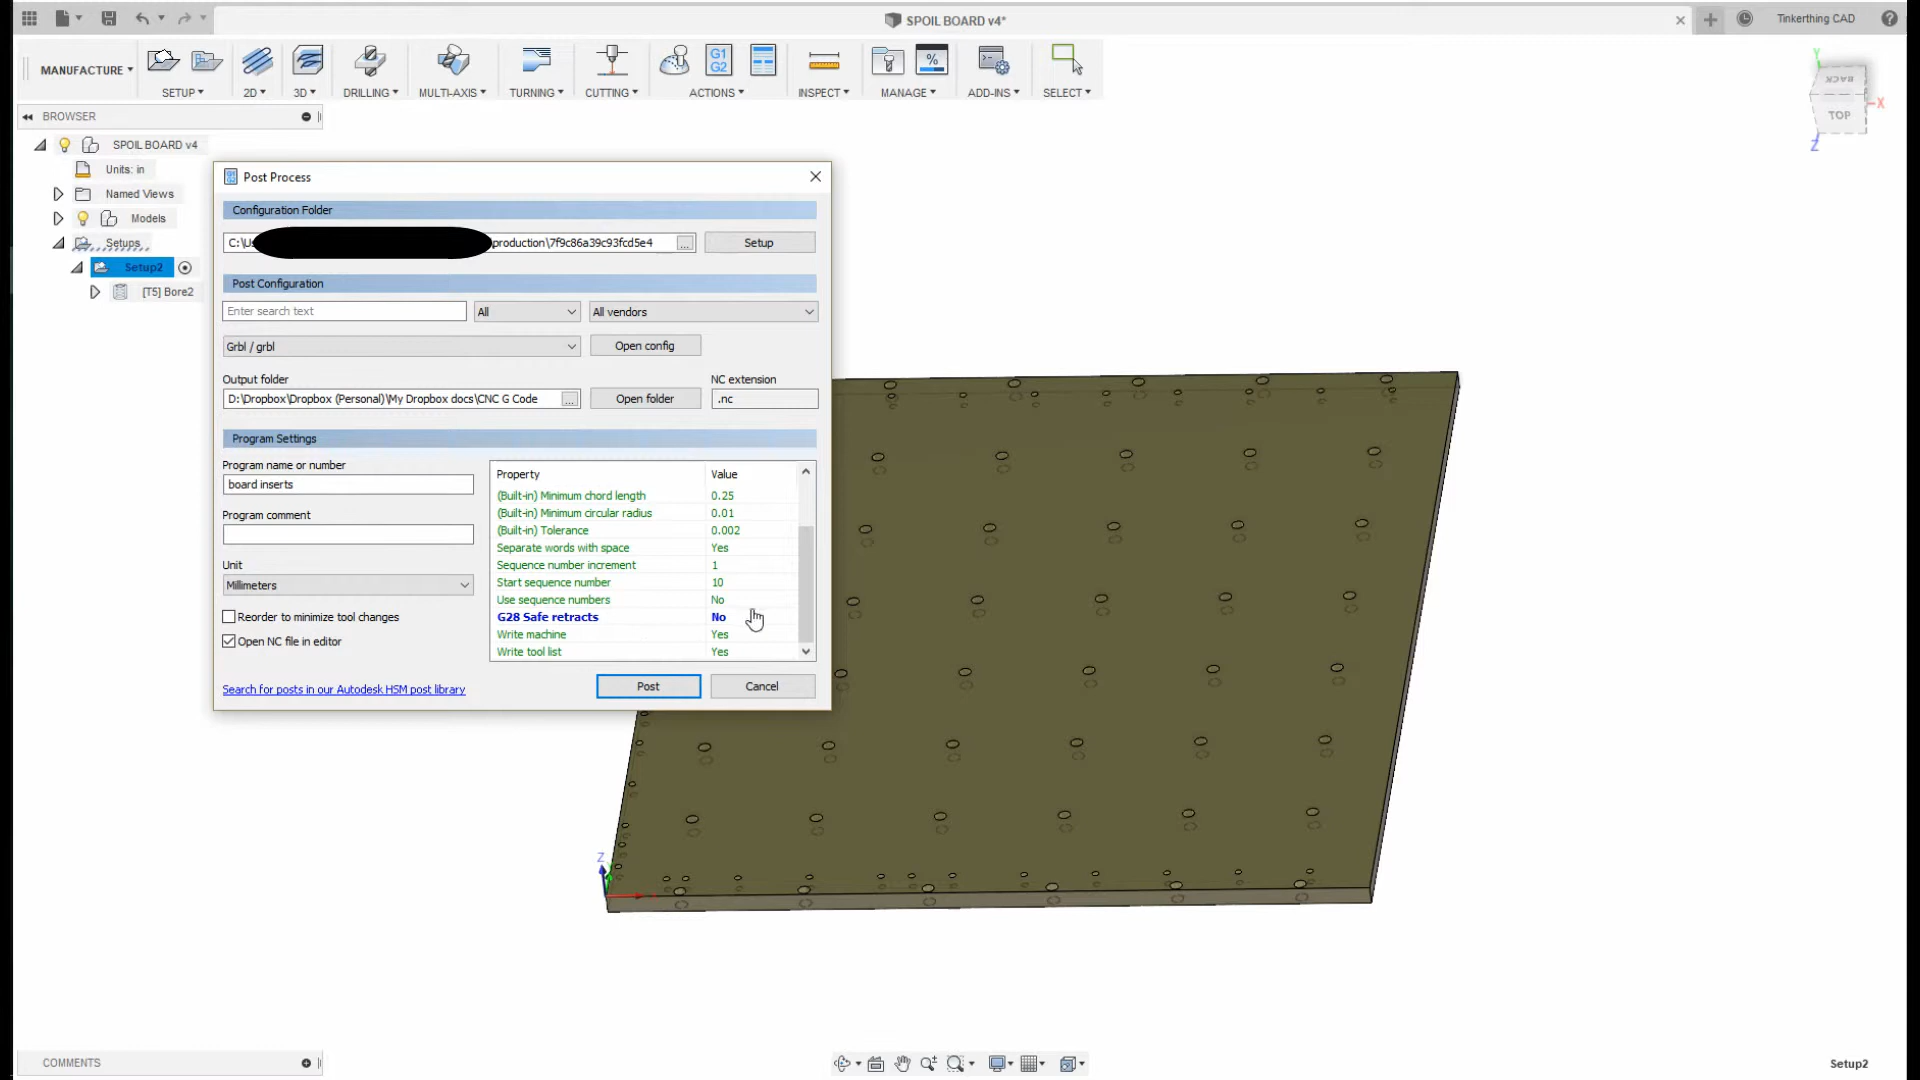 SPOIL BOARD v4*
Tinkerthing CAD
MANUFACTURE
G1
G2
%
SETUP
2D
3D
DRILLING
MULTI-AXIS
TURNING
CUTTING
ACTIONS
INSPECT
MANAGE
ADD-INS
SELECT
BROWSER
SPOIL BOARD v4
Units: in
Named Views
Models
Setups
Setup2
[T5] Bore2
Y
BACK
X
TOP
Z
Post Process
Configuration Folder
C:\Us
production\7f9c86a39c93fcd5e4
...
Setup
Post Configuration
Enter search text
All
All vendors
Grbl / grbl
Open config
Output folder
NC extension
D:\Dropbox\Dropbox (Personal)\My Dropbox docs\CNC G Code
...
Open folder
.nc
Program Settings
Program name or number
board inserts
Program comment
Unit
Millimeters
Reorder to minimize tool changes
Open NC file in editor
Property Value
(Built-in) Minimum chord length 0.25
(Built-in) Minimum circular radius 0.01
(Built-in) Tolerance 0.002
Separate words with space Yes
Sequence number increment 1
Start sequence number 10
Use sequence numbers No
G28 Safe retracts No
Write machine Yes
Write tool list Yes
Search for posts in our Autodesk HSM post library
Post
Cancel
Z
COMMENTS
Setup2